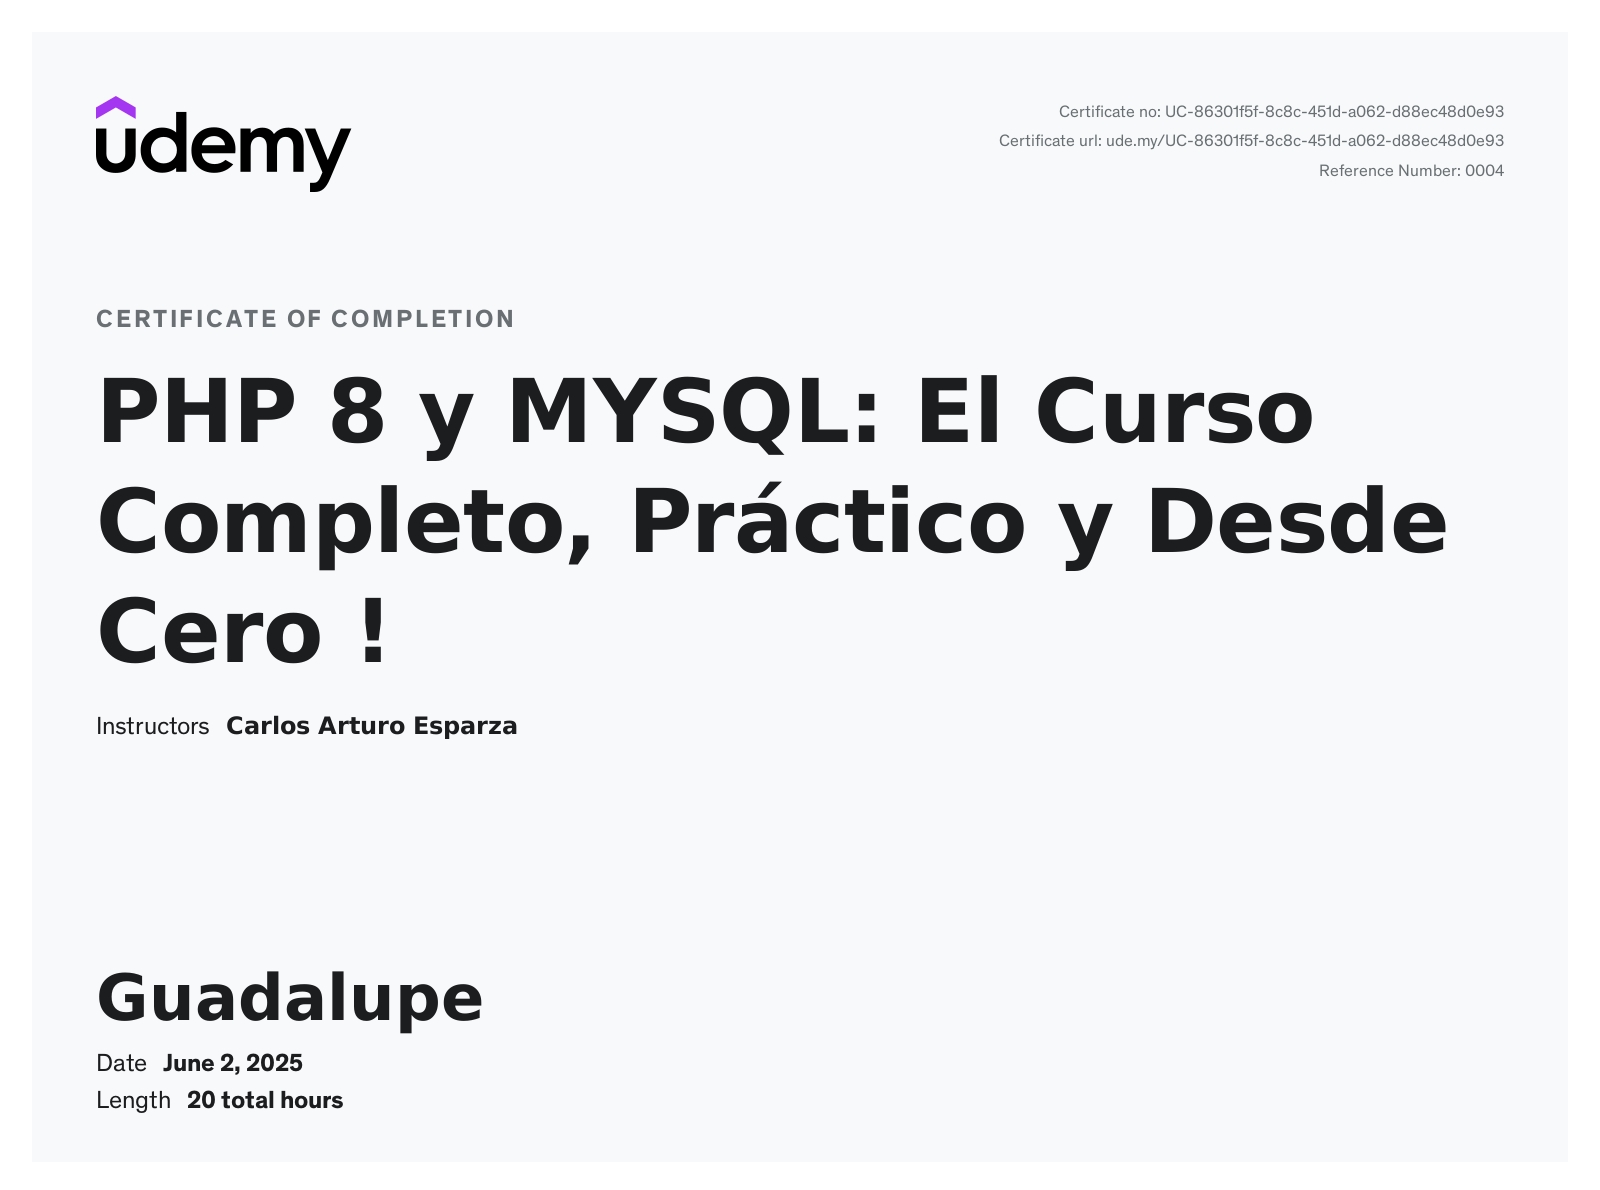 udemy
Certificate no: UC-86301f5f-8c8c-451d-a062-d88ec48d0e93
Certificate url: ude.my/UC-86301f5f-8c8c-451d-a062-d88ec48d0e93
Reference Number: 0004
CERTIFICATE OF COMPLETION
PHP 8 y MYSQL: El Curso
Completo, Práctico y Desde
Cero !
Instructors Carlos Arturo Esparza
Guadalupe
Date June 2, 2025
Length 20 total hours